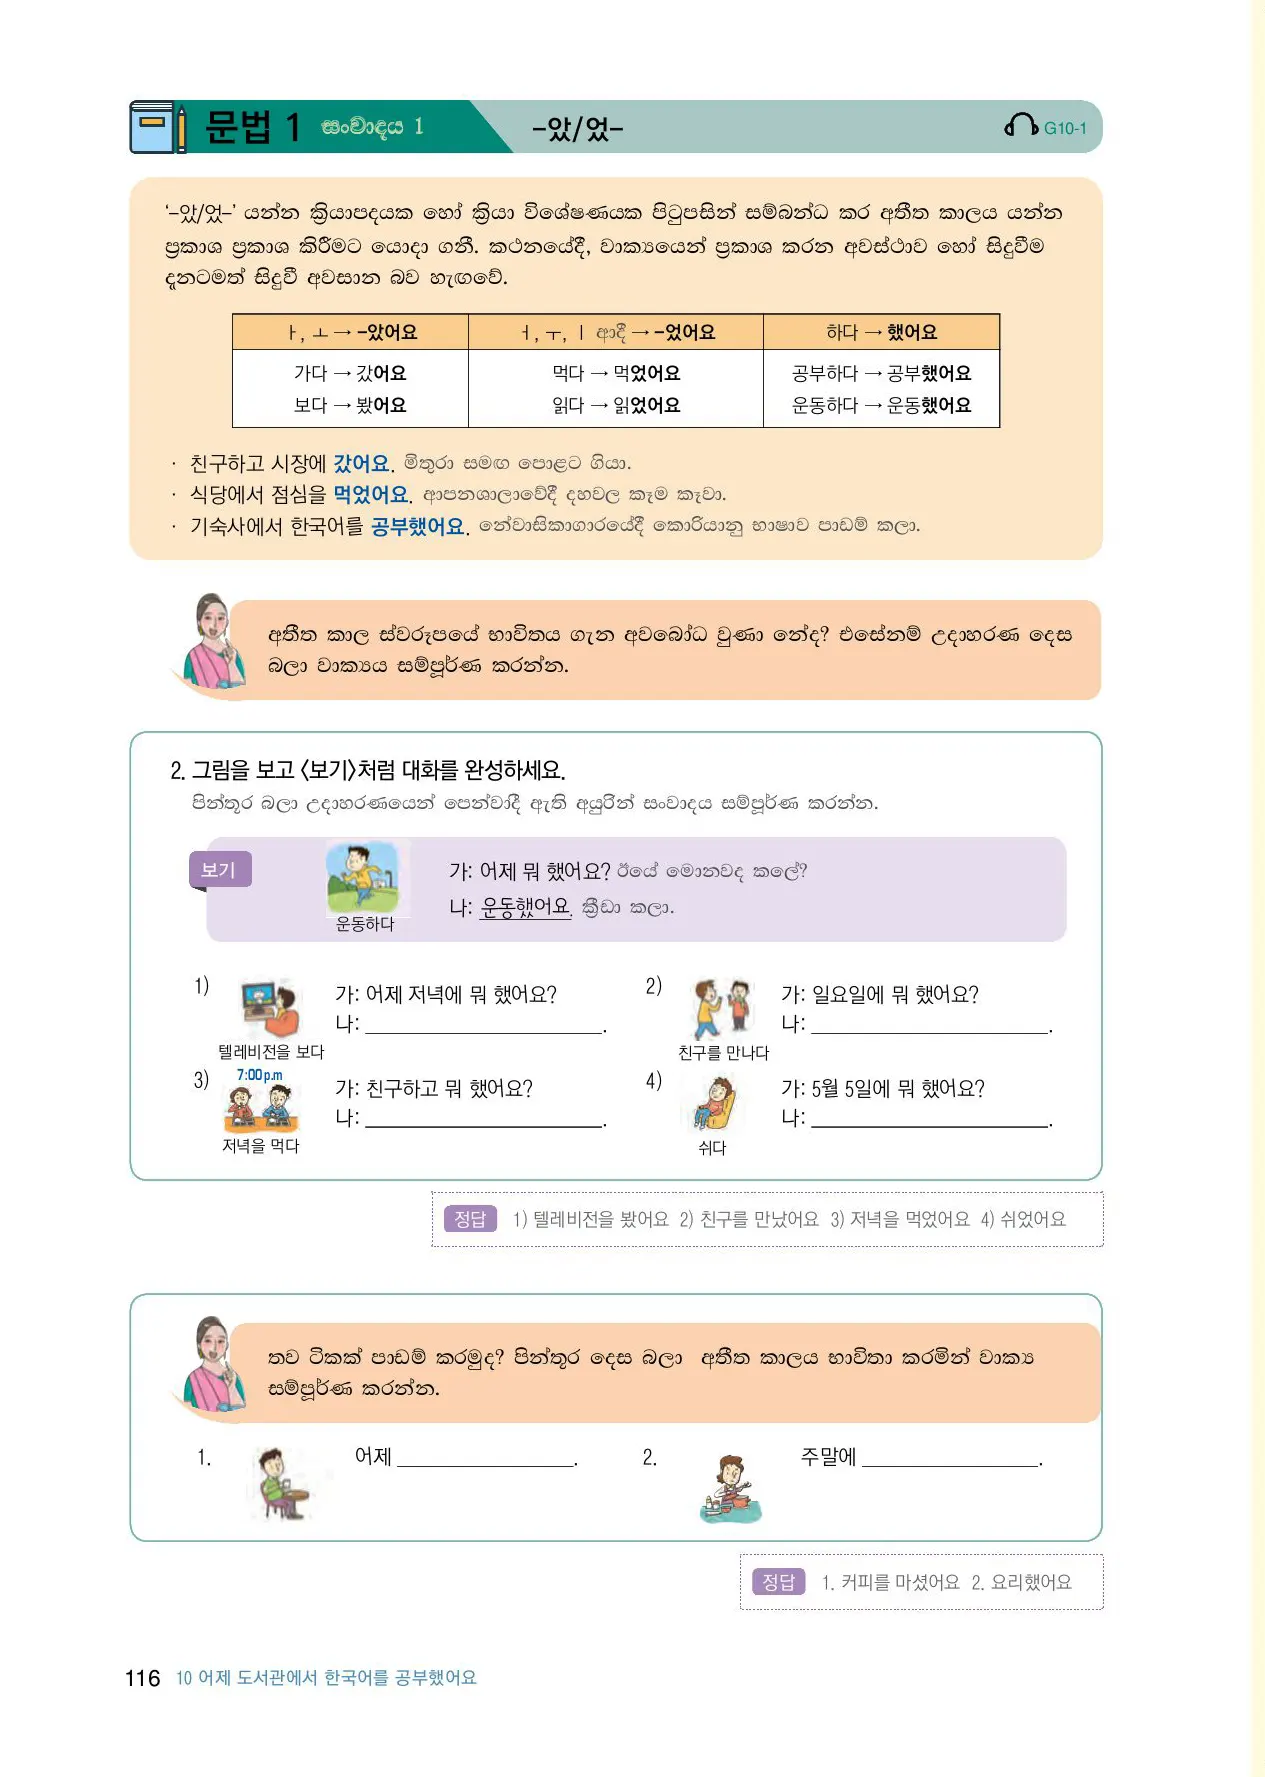 문법 1 සංවාදය 1 –았/었– G10-1
‘–았/었–’ යන්න ක්‍රියාපදයක හෝ ක්‍රියා විශේෂණයක පිටුපසින් සම්බන්ධ කර අතීත කාලය යන්න
ප්‍රකාශ ප්‍රකාශ කිරීමට යොදා ගනී. කථනයේදී, වාක්‍යයෙන් ප්‍රකාශ කරන අවස්ථාව හෝ සිදුවීම
දැනටමත් සිදුවී අවසාන බව හැඟවේ.
ㅏ, ㅗ → –았어요 ㅓ, ㅜ, ㅣ ආදී → –었어요 하다 → 했어요
가다 → 갔어요 먹다 → 먹었어요 공부하다 → 공부했어요
보다 → 봤어요 읽다 → 읽었어요 운동하다 → 운동했어요
· 친구하고 시장에 갔어요. මිතුරා සමඟ පොළට ගියා.
· 식당에서 점심을 먹었어요. ආපනශාලාවේදී දහවල කෑම කෑවා.
· 기숙사에서 한국어를 공부했어요. නේවාසිකාගාරයේදී කොරියානු භාෂාව පාඩම් කලා.
අතීත කාල ස්වරූපයේ භාවිතය ගැන අවබෝධ වුණා නේද? එසේනම් උදාහරණ දෙස
බලා වාක්‍යය සම්පූර්ණ කරන්න.
2. 그림을 보고 〈보기〉처럼 대화를 완성하세요.
පින්තූර බලා උදාහරණයෙන් පෙන්වාදී ඇති අයුරින් සංවාදය සම්පූර්ණ කරන්න.
보기
가: 어제 뭐 했어요? ඊයේ මොනවද කලේ?
나: 운동했어요. ක්‍රීඩා කලා.
운동하다
1) 가: 어제 저녁에 뭐 했어요?
나: ______________________.
텔레비전을 보다
2) 가: 일요일에 뭐 했어요?
나: ______________________.
친구를 만나다
3) 7:00 p.m 가: 친구하고 뭐 했어요?
나: ______________________.
저녁을 먹다
4) 가: 5월 5일에 뭐 했어요?
나: ______________________.
쉬다
정답 1) 텔레비전을 봤어요 2) 친구를 만났어요 3) 저녁을 먹었어요 4) 쉬었어요
තව ටිකක් පාඩම් කරමුද? පින්තූර දෙස බලා අතීත කාලය භාවිතා කරමින් වාක්‍ය
සම්පූර්ණ කරන්න.
1. 어제 ________________. 2. 주말에 ________________.
정답 1. 커피를 마셨어요 2. 요리했어요
116 10 어제 도서관에서 한국어를 공부했어요